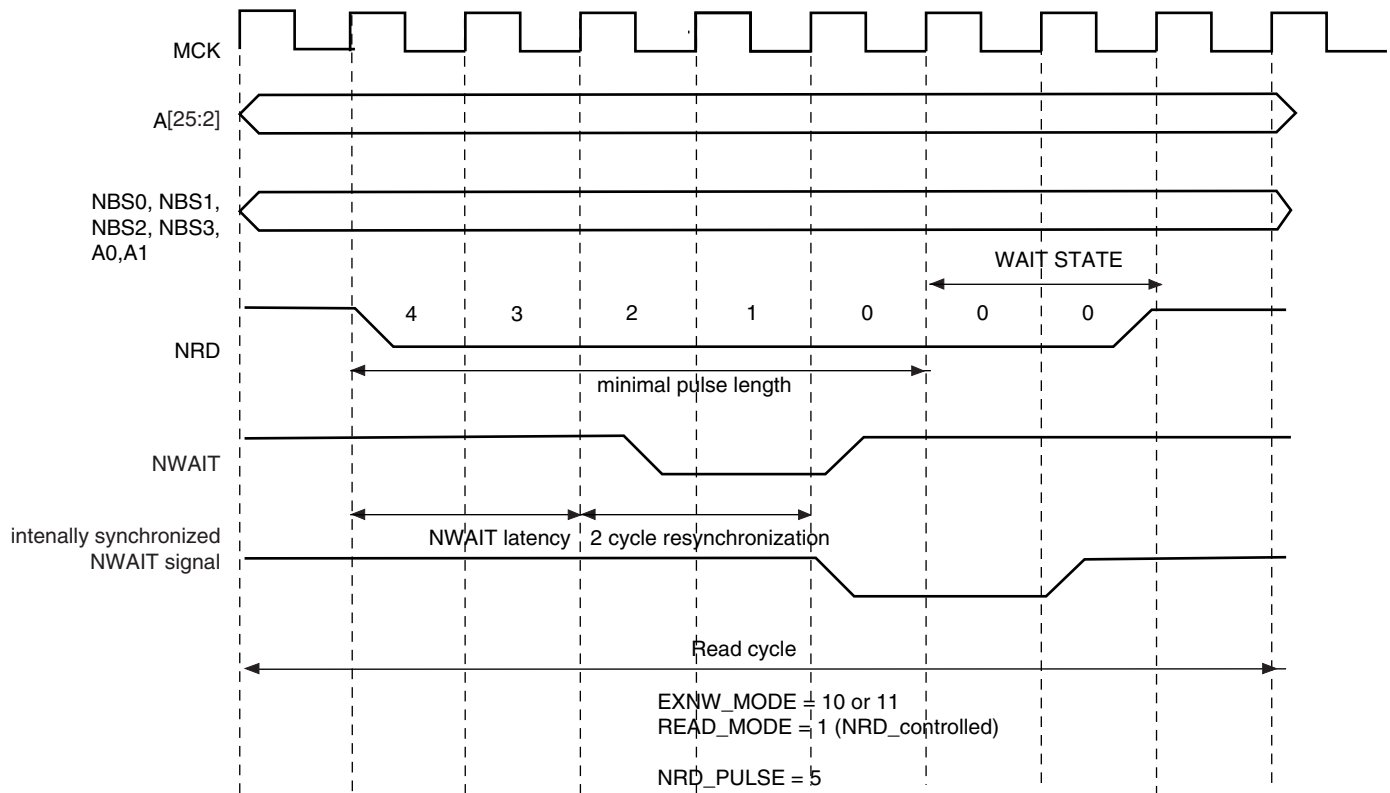 MCK
A[25:2]
NBS0, NBS1,
NBS2, NBS3,
A0,A1
WAIT STATE
4 3 2 1 0 0 0
NRD
minimal pulse length
NWAIT
NWAIT latency 2 cycle resynchronization
intenally synchronized
NWAIT signal
Read cycle
EXNW_MODE = 10 or 11
READ_MODE = 1 (NRD_controlled)
NRD_PULSE = 5